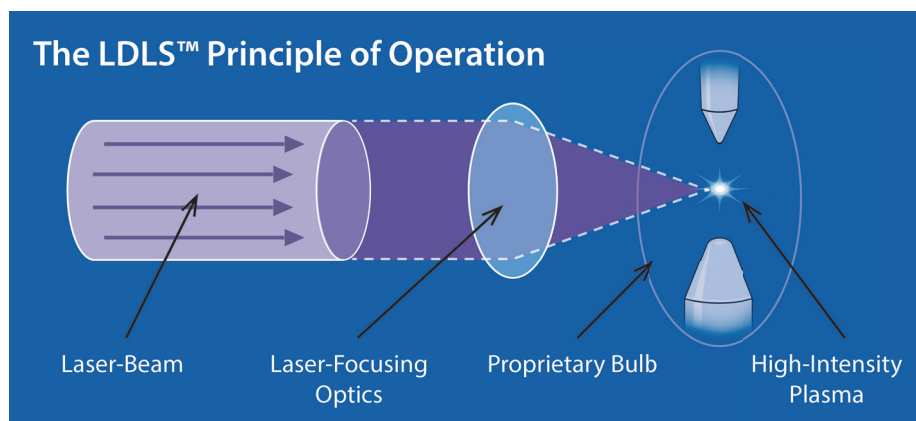 The LDLS™ Principle of Operation
Laser-Beam
Laser-Focusing
Optics
Proprietary Bulb
High-Intensity
Plasma